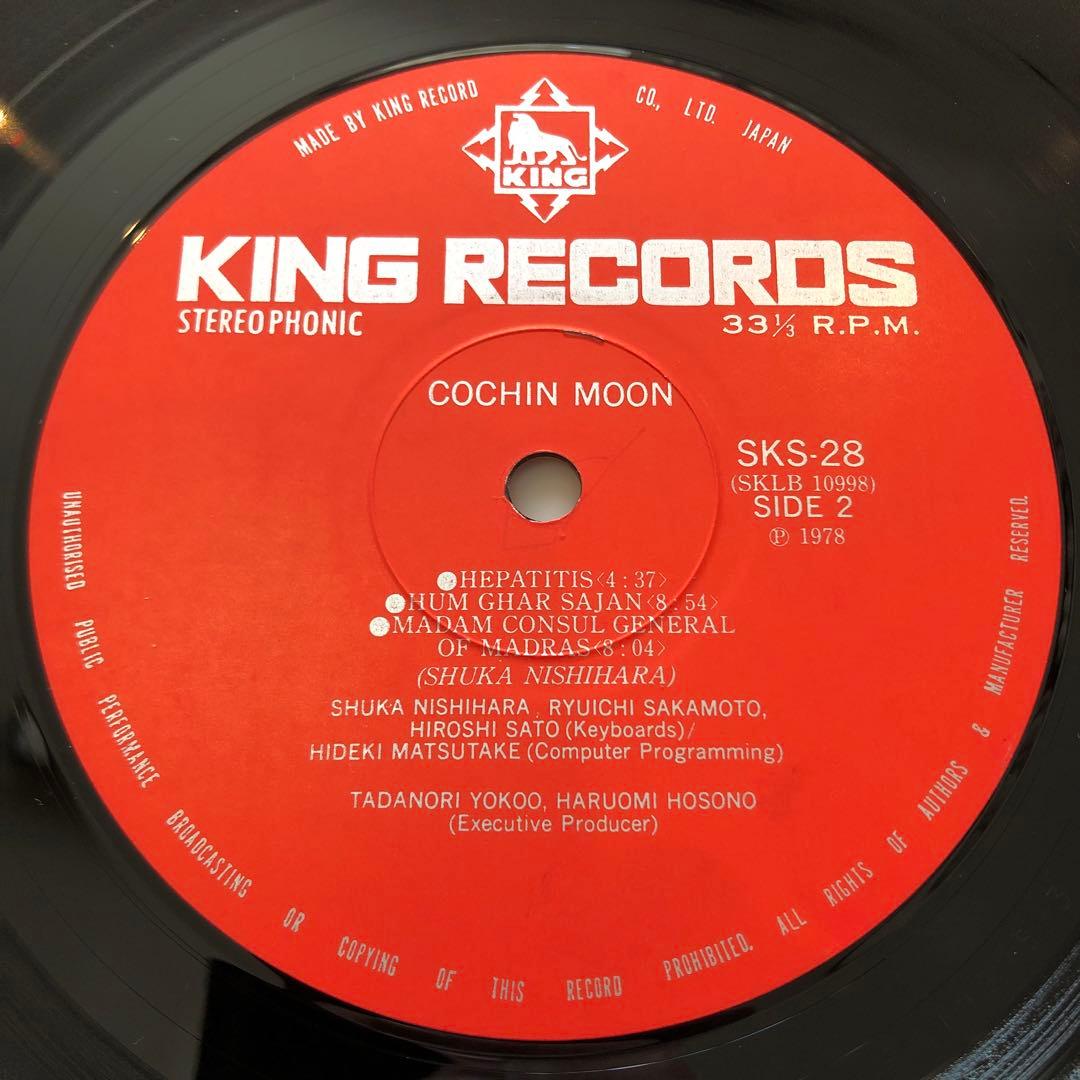 MADE BY KING RECORD CO., LTD. JAPAN
KING
KING RECORDS
STEREOPHONIC
33⅓ R.P.M.
COCHIN MOON
SKS-28
(SKLB 10998)
SIDE 2
Ⓟ 1978
●HEPATITIS<4:37>
●HUM GHAR SAJAN<8:54>
●MADAM CONSUL GENERAL
OF MADRAS<8:04>
(SHUKA NISHIHARA)
SHUKA NISHIHARA, RYUICHI SAKAMOTO,
HIROSHI SATO (Keyboards)/
HIDEKI MATSUTAKE (Computer Programming)
TADANORI YOKOO, HARUOMI HOSONO
(Executive Producer)
UNAUTHORISED PUBLIC PERFORMANCE BROADCASTING OR COPYING OF THIS RECORD PROHIBITED. ALL RIGHTS OF AUTHORS & MANUFACTURER RESERVED.